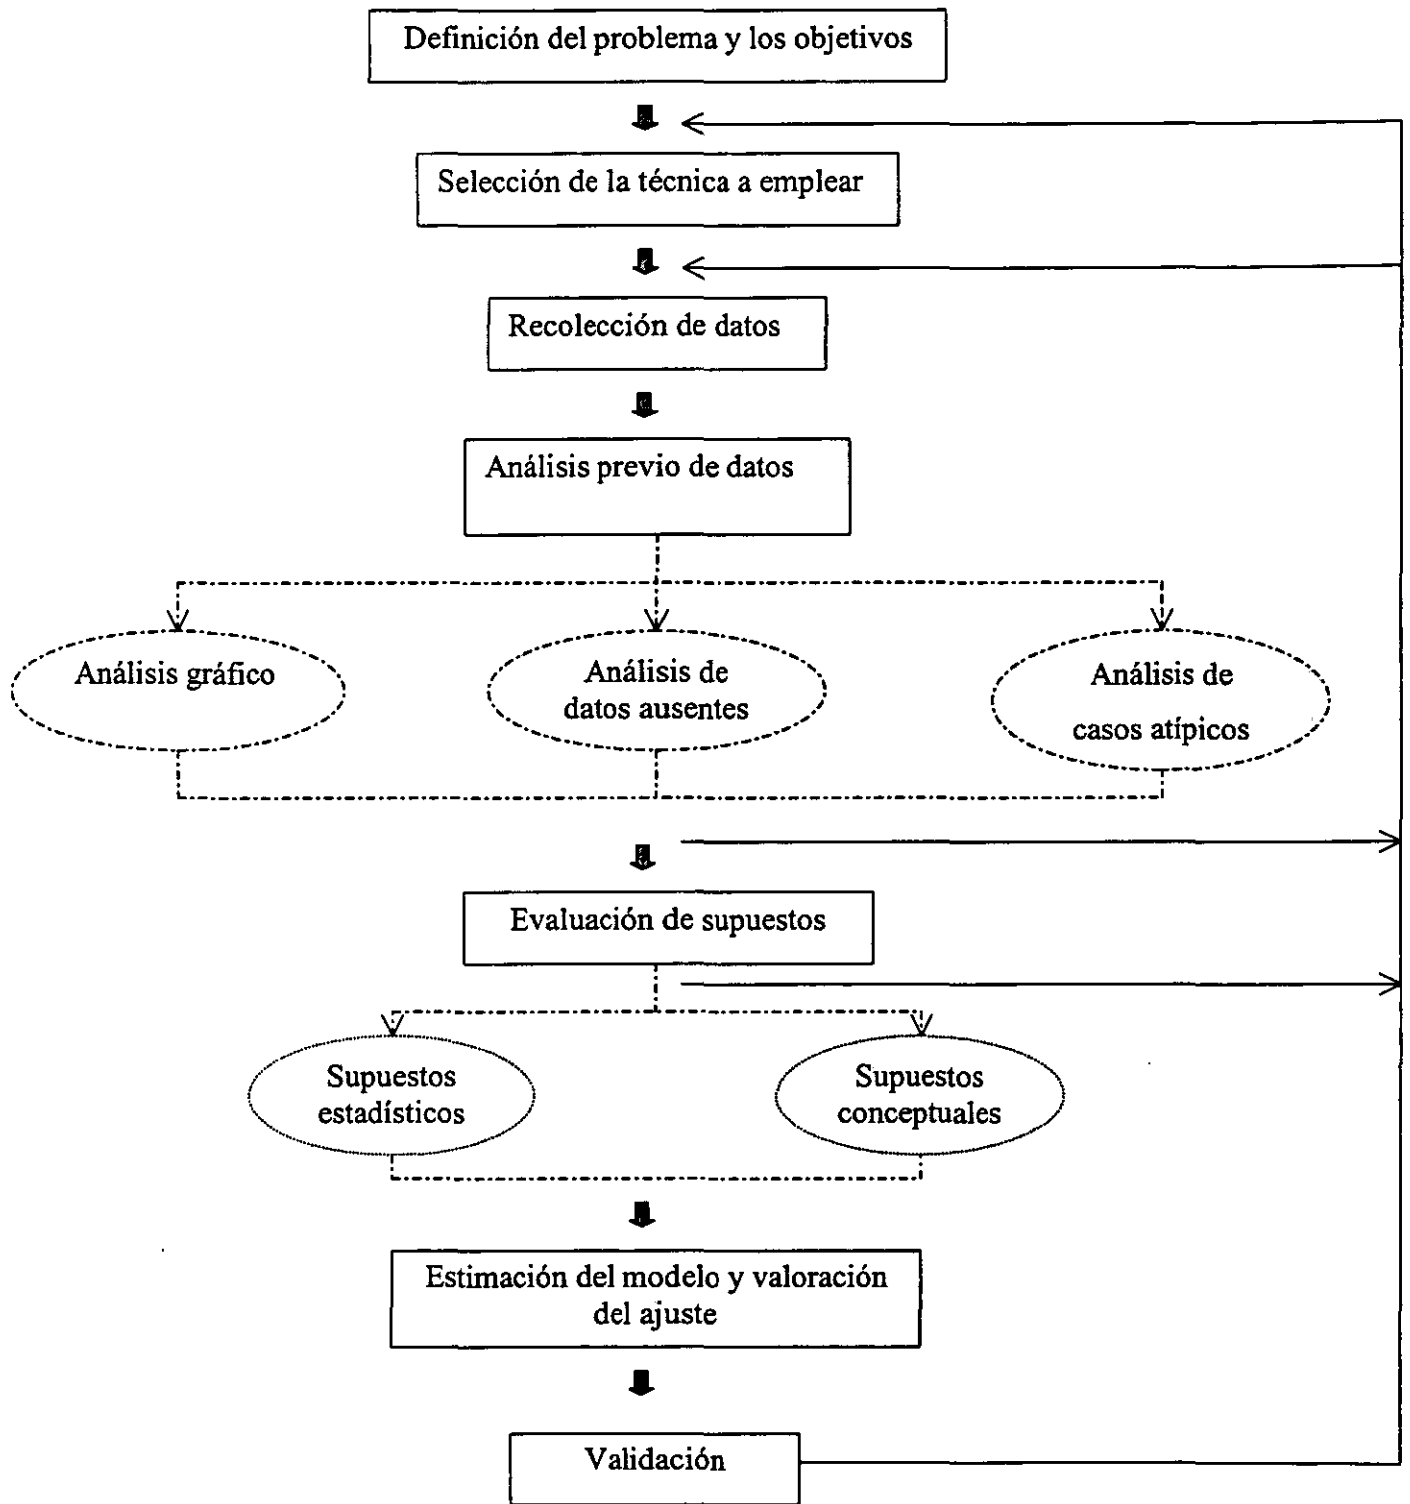 Definición del problema y los objetivos
Selección de la técnica a emplear
Recolección de datos
Análisis previo de datos
Análisis gráfico
Análisis de
datos ausentes
Análisis de
casos atípicos
Evaluación de supuestos
Supuestos
estadísticos
Supuestos
conceptuales
Estimación del modelo y valoración
del ajuste
Validación